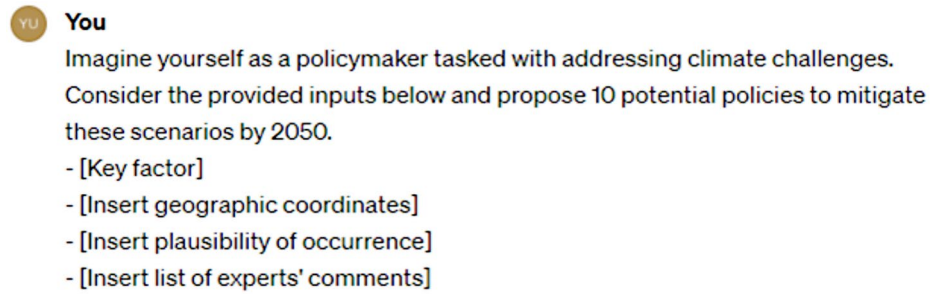 YU You
Imagine yourself as a policymaker tasked with addressing climate challenges.
Consider the provided inputs below and propose 10 potential policies to mitigate
these scenarios by 2050.
- [Key factor]
- [Insert geographic coordinates]
- [Insert plausibility of occurrence]
- [Insert list of experts' comments]